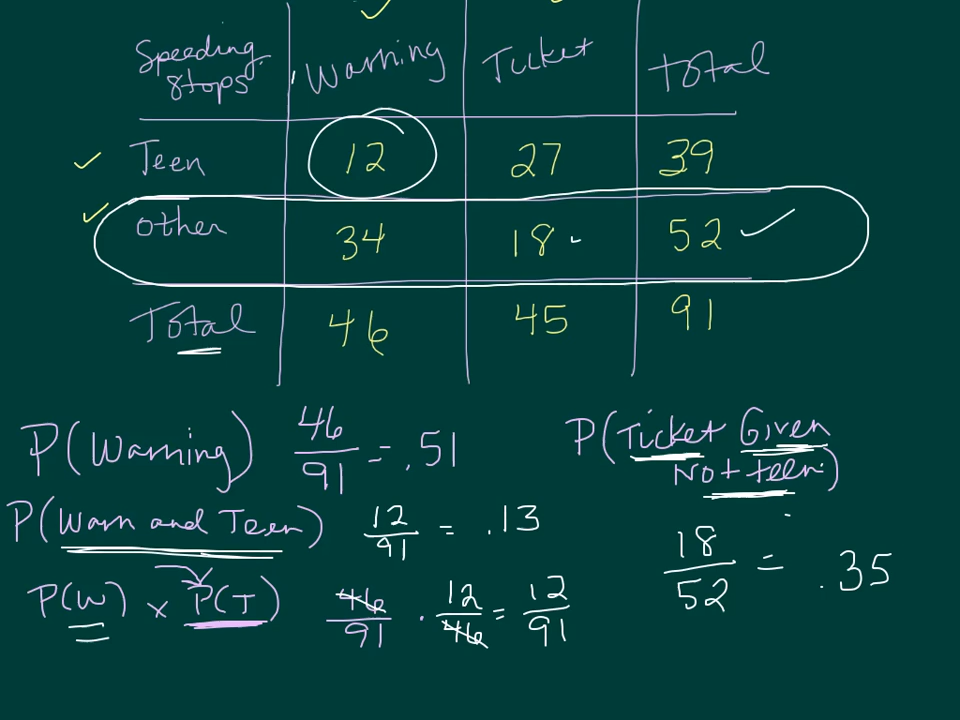 Speeding Stops Warning Ticket Total
Teen 12 27 39
Other 34 18 52
Total 46 45 91
P(Warning) 46/91 = .51
P(Warn and Teen) 12/91 = .13
P(W) x P(T) 46/91 · 12/46 = 12/91
P(Ticket Given
Not teen)
18/52 = .35